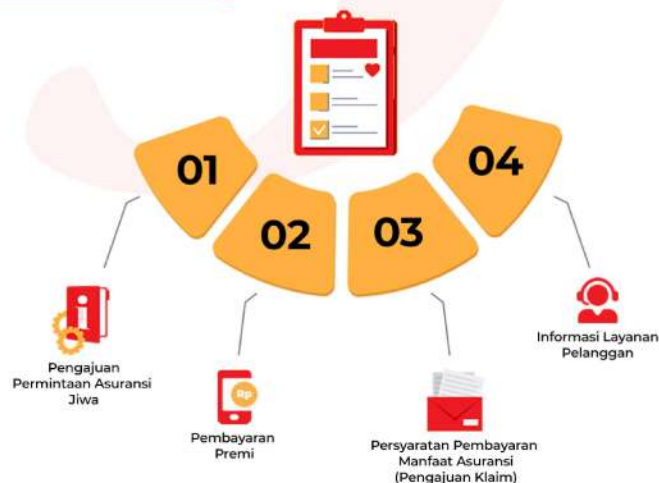 01
Pengajuan
Permintaan Asuransi
Jiwa
02
Rp
Pembayaran
Premi
03
Persyaratan Pembayaran
Manfaat Asuransi
(Pengajuan Klaim)
04
Informasi Layanan
Pelanggan